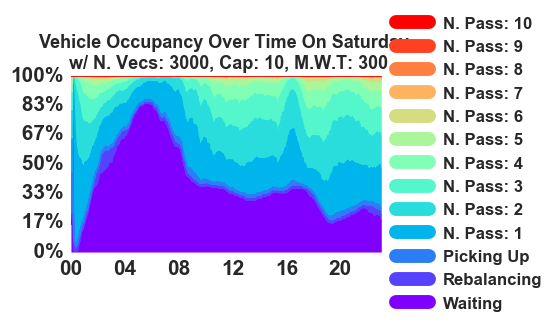 Vehicle Occupancy Over Time On Saturday
w/ N. Vecs: 3000, Cap: 10, M.W.T: 300
100%
83%
67%
50%
33%
17%
0%
00 04 08 12 16 20
N. Pass: 10
N. Pass: 9
N. Pass: 8
N. Pass: 7
N. Pass: 6
N. Pass: 5
N. Pass: 4
N. Pass: 3
N. Pass: 2
N. Pass: 1
Picking Up
Rebalancing
Waiting